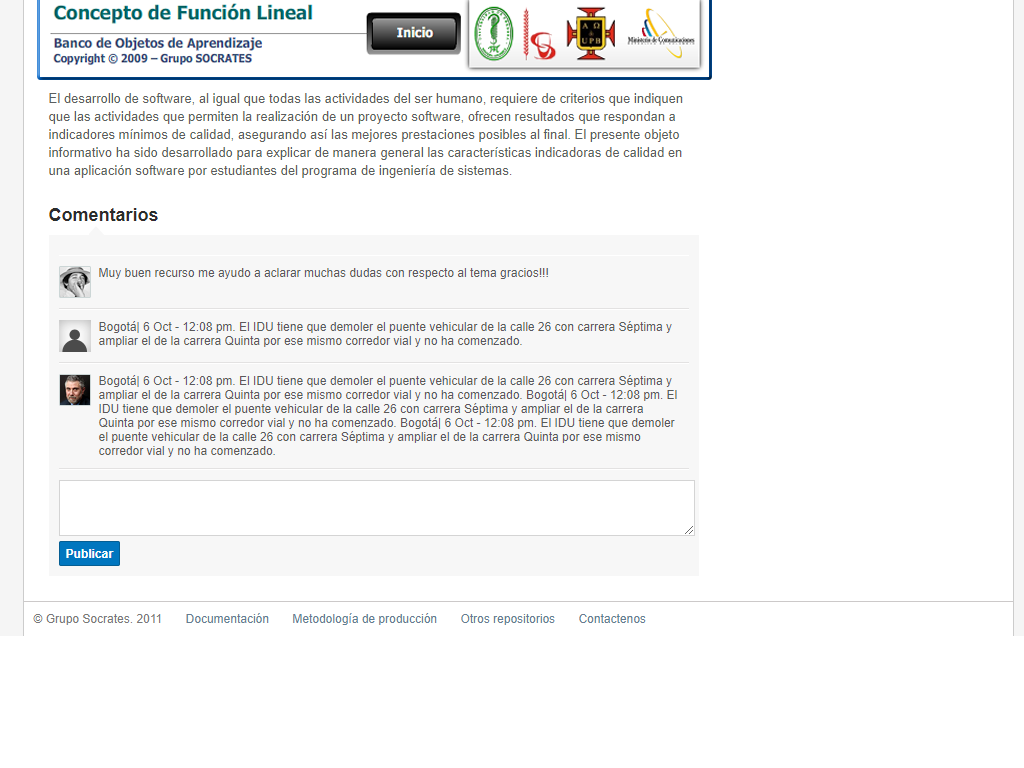 Concepto de Función Lineal
Inicio
Banco de Objetos de Aprendizaje
Copyright © 2009 – Grupo SOCRATES
A Ω
UPB
Ministerio de Comunicaciones
El desarrollo de software, al igual que todas las actividades del ser humano, requiere de criterios que indiquen
que las actividades que permiten la realización de un proyecto software, ofrecen resultados que respondan a
indicadores mínimos de calidad, asegurando así las mejores prestaciones posibles al final. El presente objeto
informativo ha sido desarrollado para explicar de manera general las características indicadoras de calidad en
una aplicación software por estudiantes del programa de ingeniería de sistemas.
Comentarios
Muy buen recurso me ayudo a aclarar muchas dudas con respecto al tema gracios!!!
Bogotá| 6 Oct - 12:08 pm. El IDU tiene que demoler el puente vehicular de la calle 26 con carrera Séptima y
ampliar el de la carrera Quinta por ese mismo corredor vial y no ha comenzado.
Bogotá| 6 Oct - 12:08 pm. El IDU tiene que demoler el puente vehicular de la calle 26 con carrera Séptima y
ampliar el de la carrera Quinta por ese mismo corredor vial y no ha comenzado. Bogotá| 6 Oct - 12:08 pm. El
IDU tiene que demoler el puente vehicular de la calle 26 con carrera Séptima y ampliar el de la carrera
Quinta por ese mismo corredor vial y no ha comenzado. Bogotá| 6 Oct - 12:08 pm. El IDU tiene que demoler
el puente vehicular de la calle 26 con carrera Séptima y ampliar el de la carrera Quinta por ese mismo
corredor vial y no ha comenzado.
Publicar
© Grupo Socrates. 2011 Documentación Metodología de producción Otros repositorios Contactenos